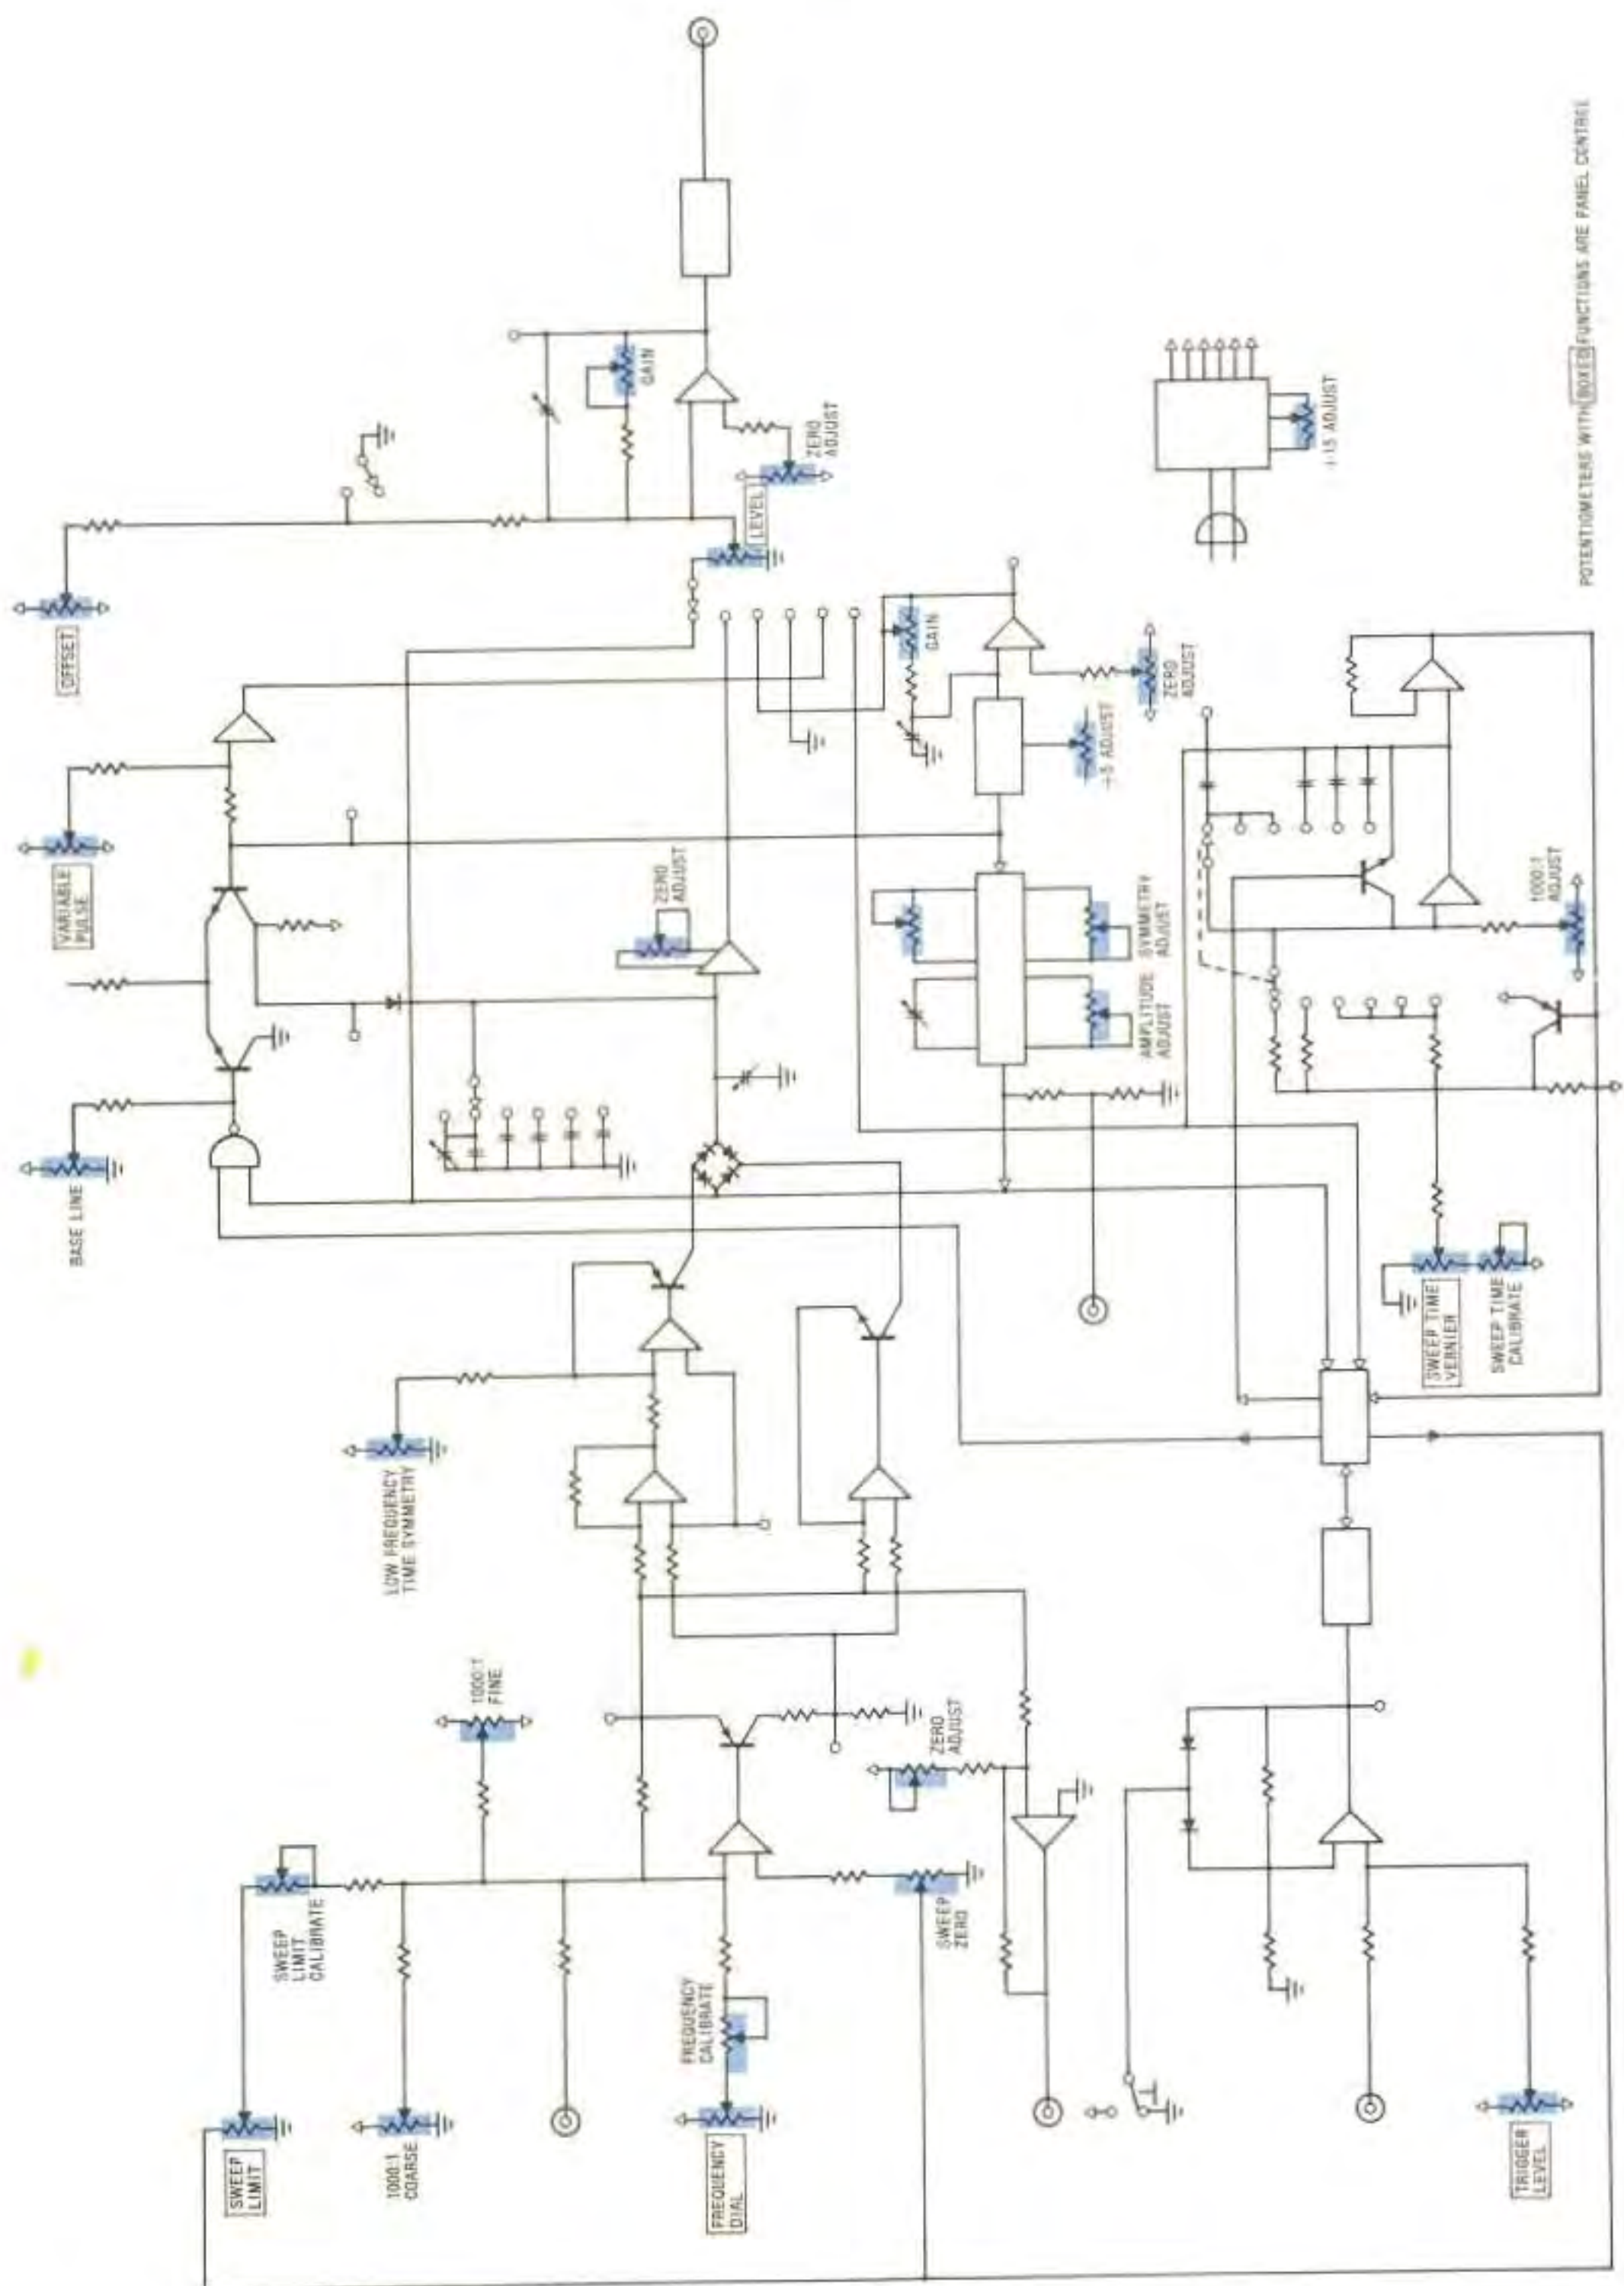 BASE LINE
VARIABLE
PULSE
OFFSET
SWEEP
LIMIT
SWEEP
LIMIT
CALIBRATE
1000:1
COARSE
LOW FREQUENCY
TIME SYMMETRY
1000:1
FINE
GAIN
ZERO
ADJUST
FREQUENCY
DIAL
FREQUENCY
CALIBRATE
LEVEL
ZERO
ADJUST
SWEEP
ZERO
ZERO
ADJUST
GAIN
AMPLITUDE
ADJUST
SYMMETRY
ADJUST
ADJUST
ZERO
ADJUST
ADJUST
SWEEP TIME
VERNIER
SWEEP TIME
CALIBRATE
1000:1
ADJUST
TRIGGER
LEVEL
POTENTIOMETERS WITH BOXED FUNCTIONS ARE PANEL CONTROL